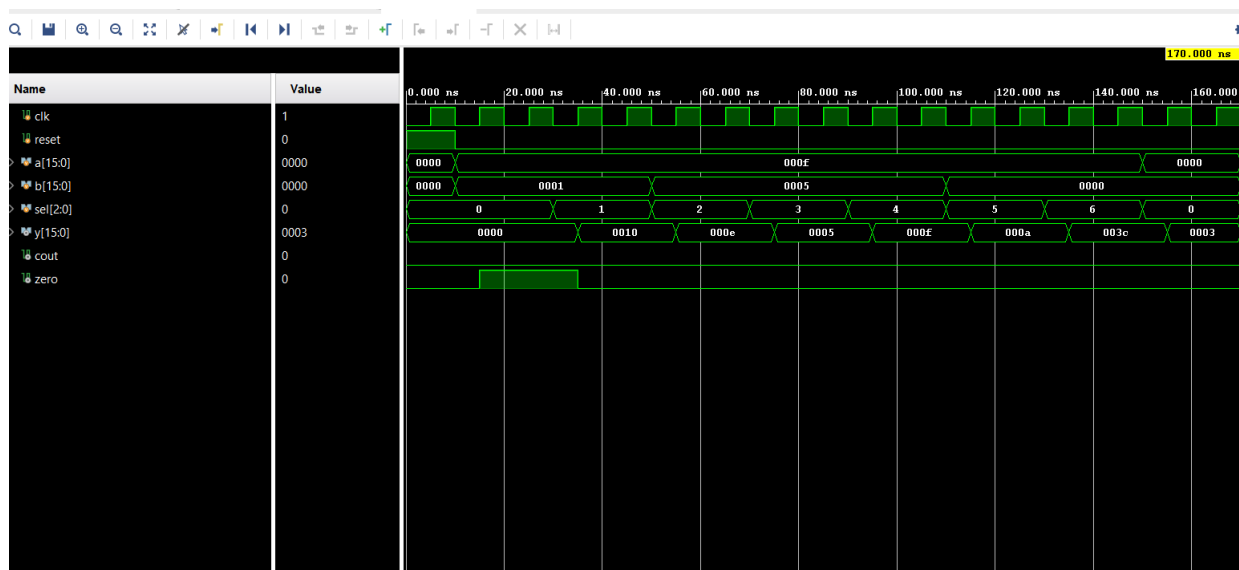 170.000 ns
Name Value
0.000 ns 20.000 ns 40.000 ns 60.000 ns 80.000 ns 100.000 ns 120.000 ns 140.000 ns 160.000
clk 1
reset 0
a[15:0] 0000 0000 000f 0000
b[15:0] 0000 0000 0001 0005 0000
sel[2:0] 0 0 1 2 3 4 5 6 0
y[15:0] 0003 0000 0010 000e 0005 000f 000a 003c 0003
cout 0
zero 0